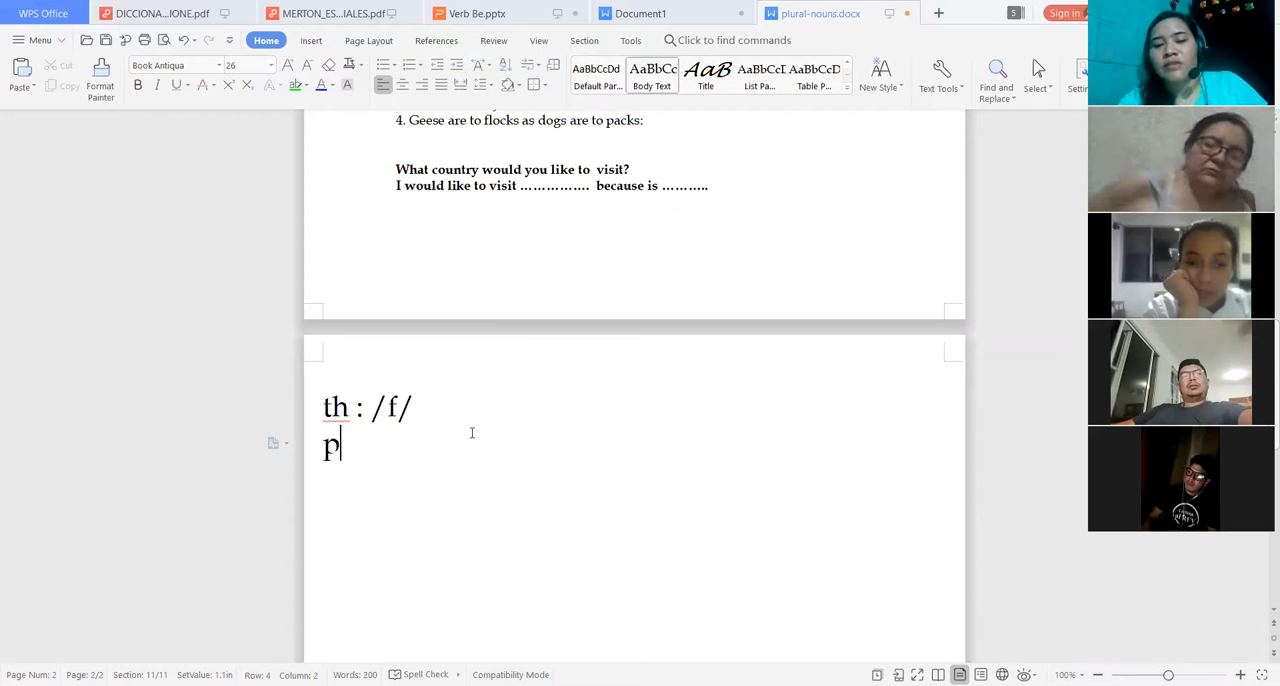 WPS Office
DICCIONA...IONE.pdf
MERTON_ES...IALES.pdf
Verb Be.pptx
Document1
plural-nouns.docx
5
Sign in
Menu
Home
Insert
Page Layout
References
Review
View
Section
Tools
Click to find commands
Paste
Cut
Copy
Format Painter
Book Antiqua
26
AaBbCcDd
Default Par...
AaBbCc
Body Text
AaB
Title
AaBbCcI
List Pa...
AaBbCcD
Table P...
New Style
Text Tools
Find and Replace
Select
4. Geese are to flocks as dogs are to packs:
What country would you like to visit?
I would like to visit ……………. because is ………..
th : /f/
p
Page Num: 2
Page: 2/2
Section: 11/11
SetValue: 1.1in
Row: 4
Column: 2
Words: 200
Spell Check
Compatibility Mode
100%